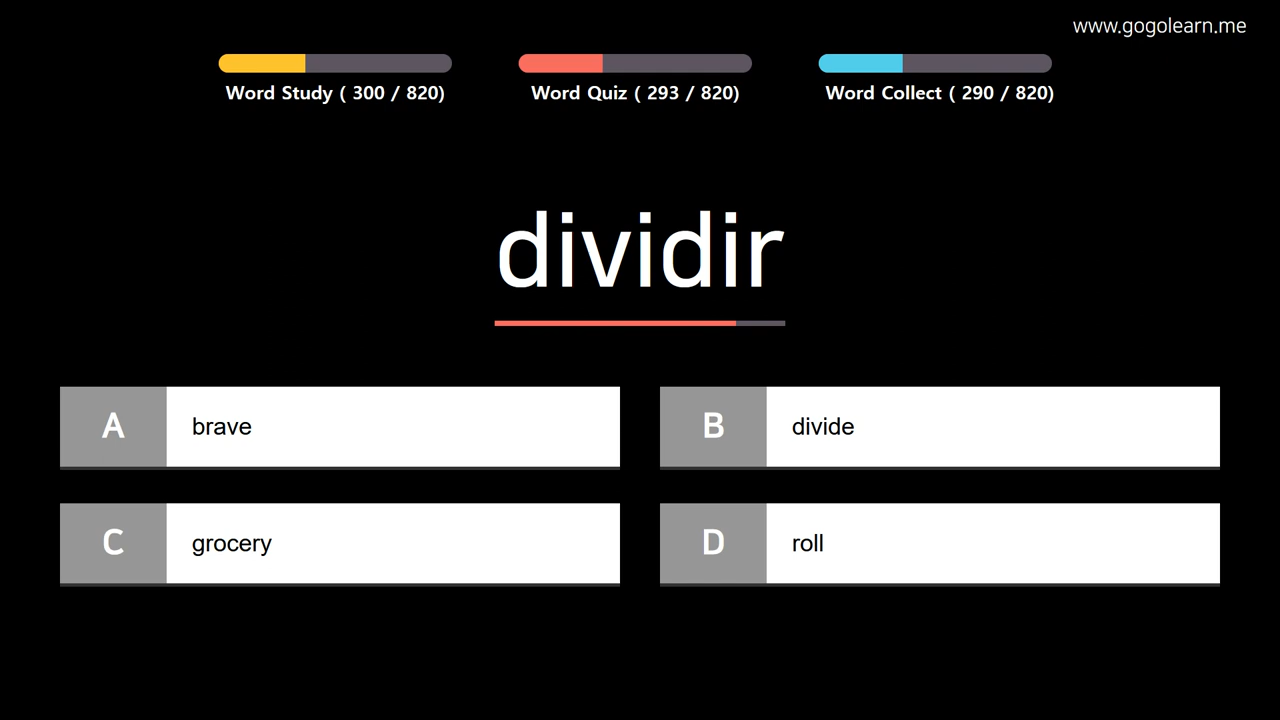 www.gogolearn.me
Word Study ( 300 / 820)
Word Quiz ( 293 / 820)
Word Collect ( 290 / 820)
dividir
A brave
B divide
C grocery
D roll